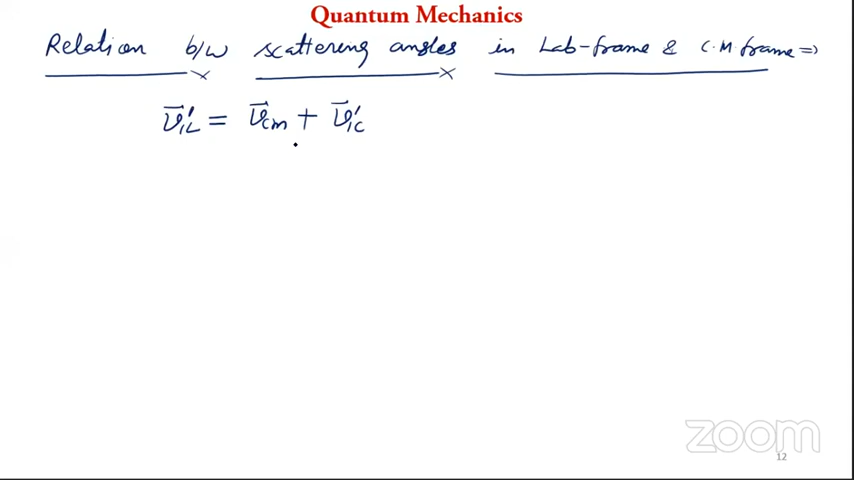 Quantum Mechanics
Relation b/w scattering angles in Lab-frame & C.M. frame ⇒
v̄'₁L = v̄cm + v̄'₁c
zoom
12